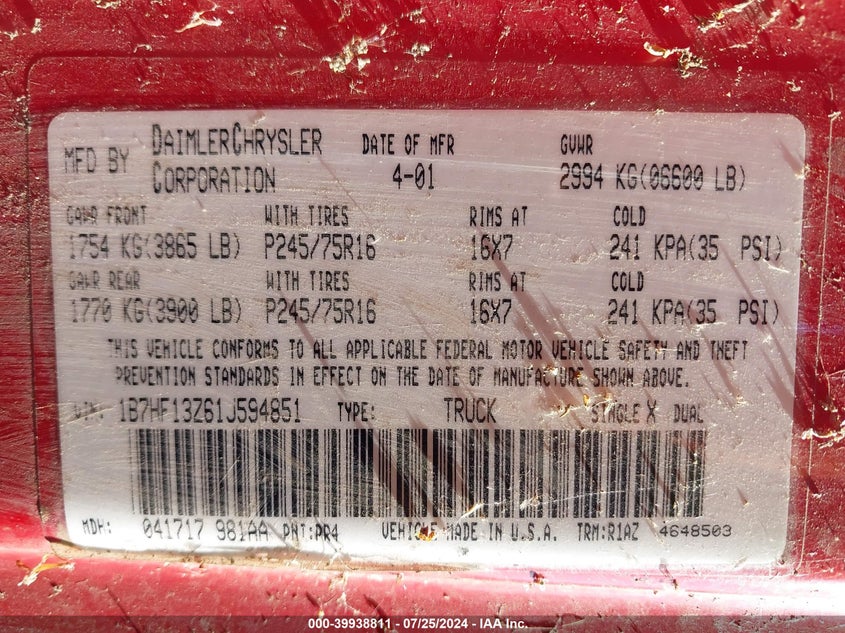 MFD BY DAIMLERCHRYSLER CORPORATION DATE OF MFR 4-01 GVWR 2994 KG(06600 LB)
GAWR FRONT WITH TIRES RIMS AT COLD
1754 KG(3865 LB) P245/75R16 16X7 241 KPA(35 PSI)
GAWR REAR WITH TIRES RIMS AT COLD
1770 KG(3900 LB) P245/75R16 16X7 241 KPA(35 PSI)
THIS VEHICLE CONFORMS TO ALL APPLICABLE FEDERAL MOTOR VEHICLE SAFETY AND THEFT
PREVENTION STANDARDS IN EFFECT ON THE DATE OF MANUFACTURE SHOWN ABOVE.
VIN: 1B7HF13Z61J594851 TYPE: TRUCK SINGLE X DUAL
MDH: 041717 981AA PNT:PR4 VEHICLE MADE IN U.S.A. TRM:R1AZ 4648503
000-39938811 / 07/25/2024 - IAA Inc.